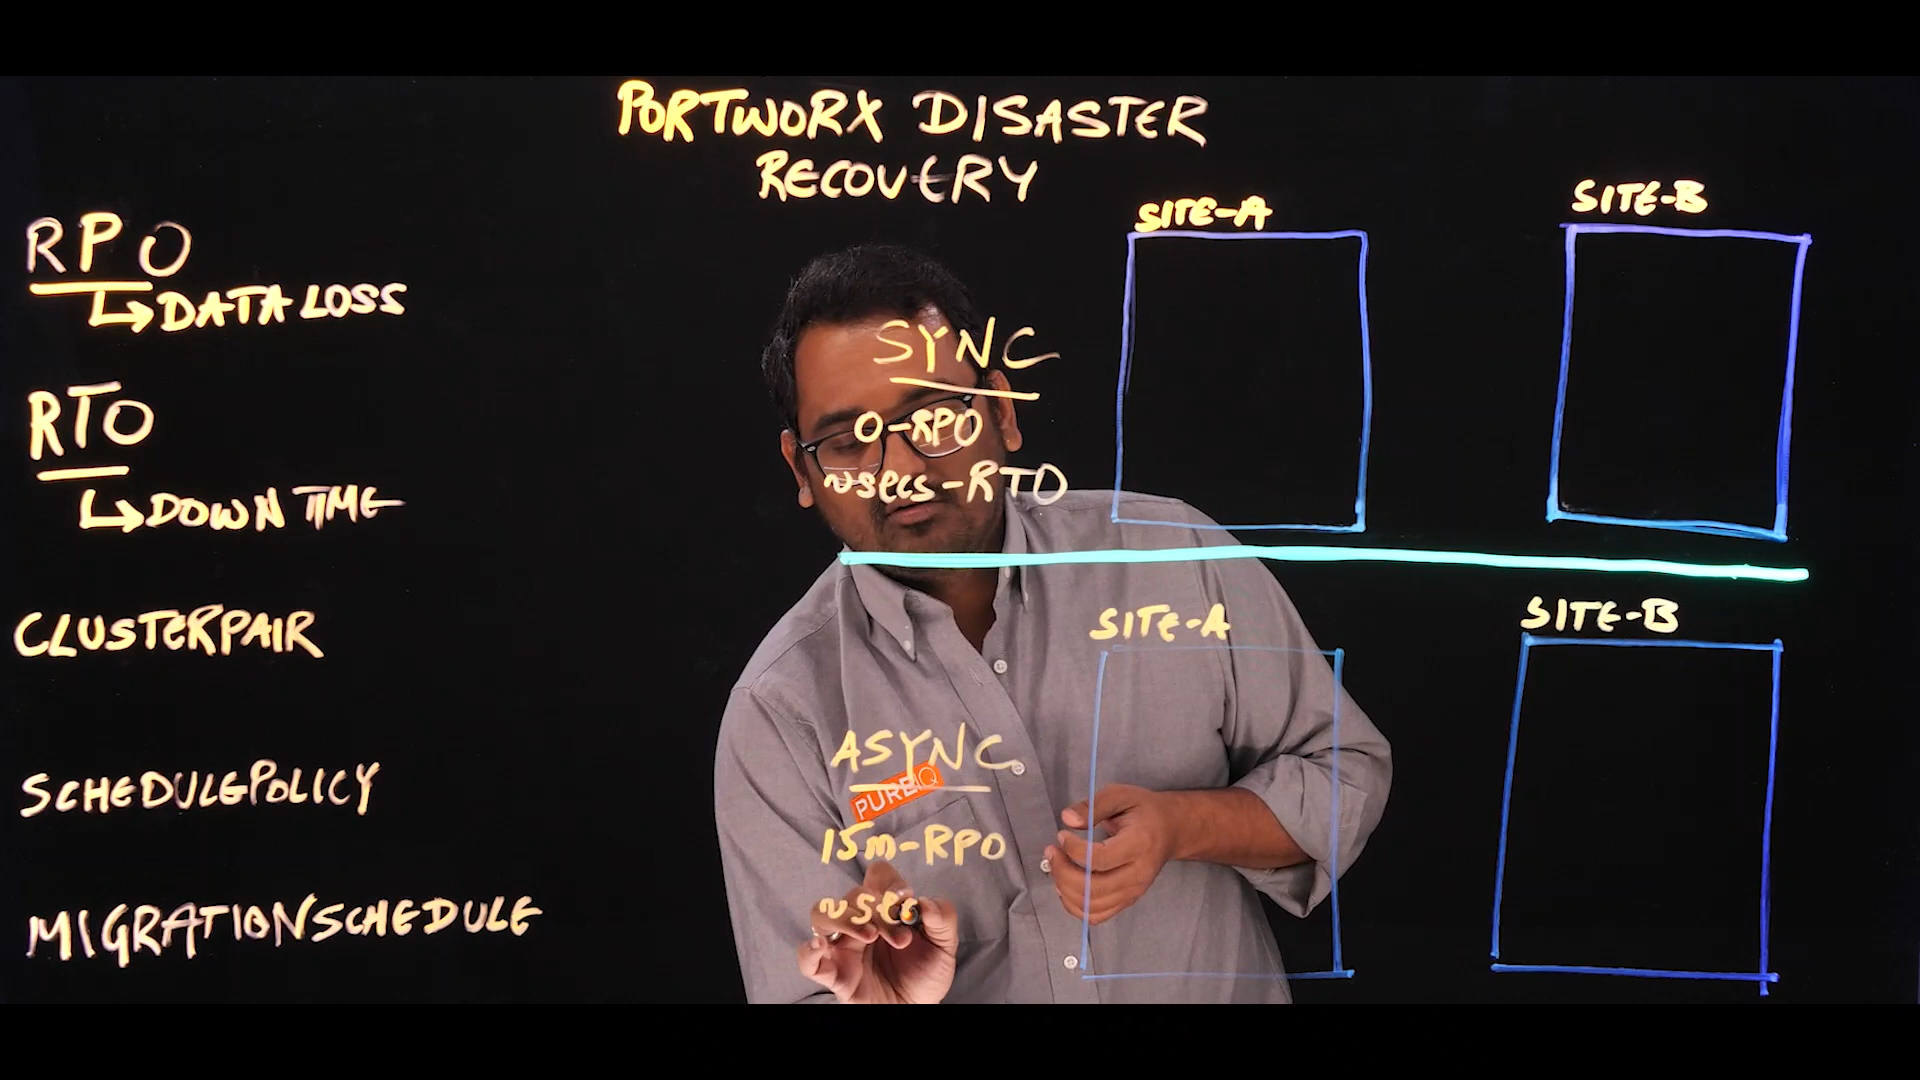 PORTWORX DISASTER
RECOVERY
RPO
DATA LOSS
RTO
DOWN TIME
CLUSTERPAIR
SCHEDULEPOLICY
MIGRATIONSCHEDULE
SYNC
0-RPO
~secs-RTO
SITE-A
SITE-B
ASYNC
PURE
15m-RPO
~sec
SITE-A
SITE-B